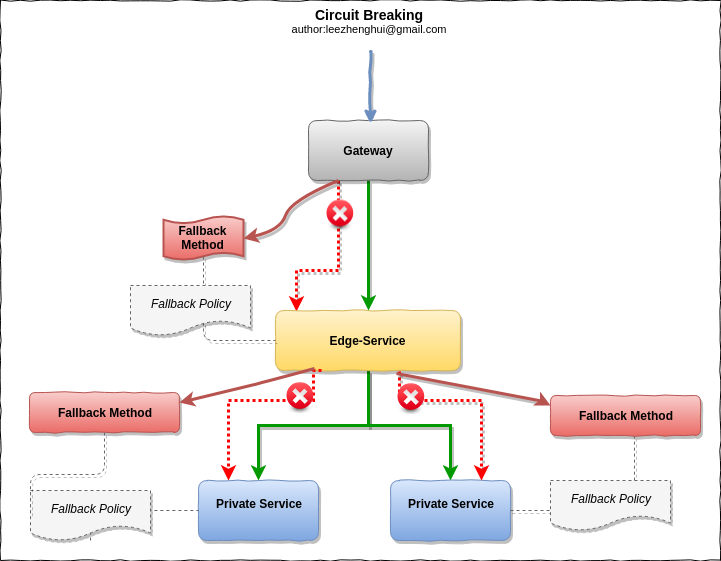 Circuit Breaking
author:leezhenghui@gmail.com
Gateway
Fallback
Method
Fallback Policy
Edge-Service
Fallback Method
Fallback Method
Fallback Policy
Private Service
Private Service
Fallback Policy